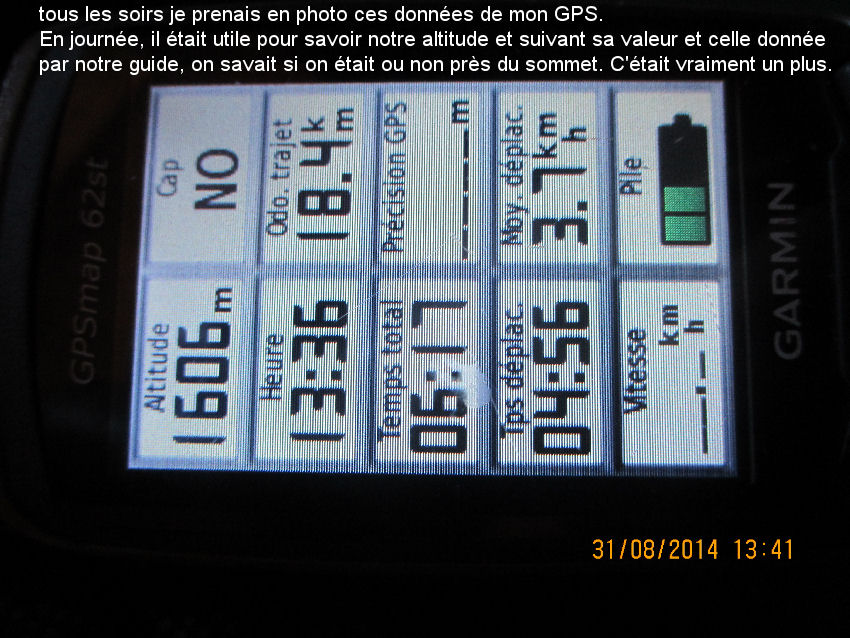 tous les soirs je prenais en photo ces données de mon GPS.
En journée, il était utile pour savoir notre altitude et suivant sa valeur et celle donnée
par notre guide, on savait si on était ou non près du sommet. C'était vraiment un plus.
GPSmap 62st
Altitude
1606 m
Cap
NO
Heure
13:36
Odo. trajet
18.4 km
Temps total
06:17
Précision GPS
---- m
Tps déplac.
04:56
Moy. déplac.
3.7 km h
Vitesse
--.-- km h
Pile
GARMIN
31/08/2014 13:41